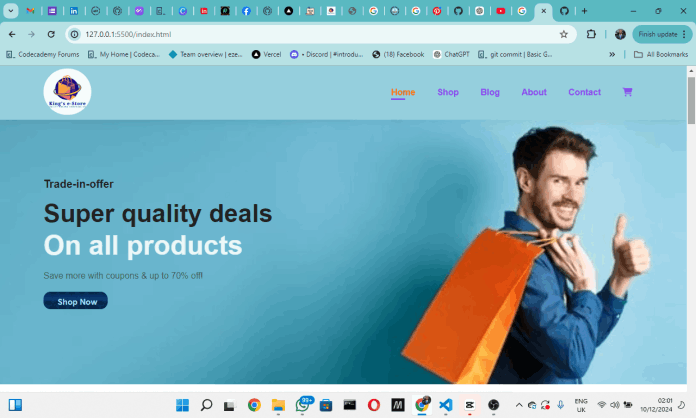 Finish update
127.0.0.1:5500/index.html
Codecademy Forums
My Home | Codeca...
Team overview | eze...
Vercel
• Discord | #introdu...
(18) Facebook
ChatGPT
git commit | Basic G...
All Bookmarks
King's e-Store
Home
Shop
Blog
About
Contact
Trade-in-offer
Super quality deals
On all products
Save more with coupons & up to 70% off!
Shop Now
99+
ENG
UK
02:01
10/12/2024